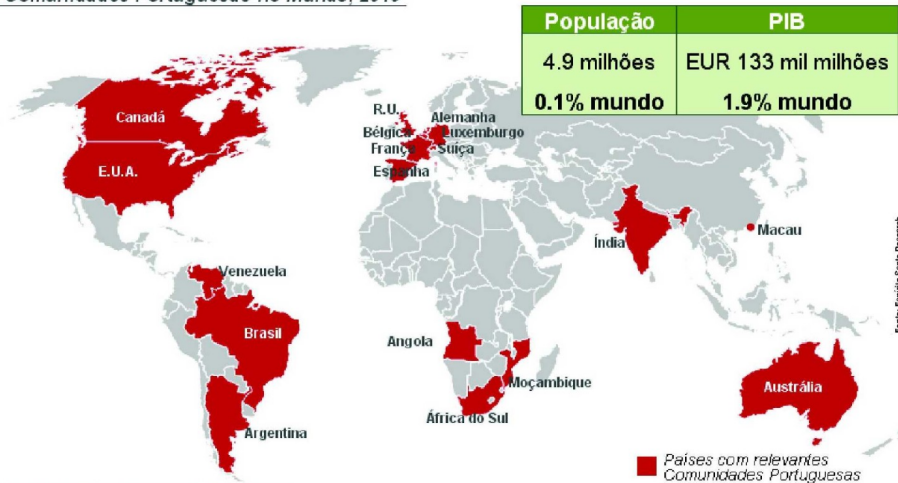 População PIB
4.9 milhões EUR 133 mil milhões
0.1% mundo 1.9% mundo
Canadá
E.U.A.
R.U.
Alemanha
Bélgica
Luxemburgo
França
Suiça
Espanha
Venezuela
Brasil
Argentina
Angola
Moçambique
África do Sul
Índia
Macau
Austrália
Países com relevantes
Comunidades Portuguesas